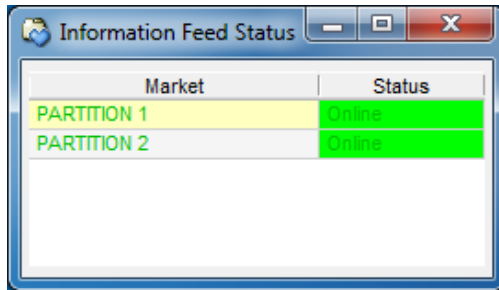 Information Feed Status
Market Status
PARTITION 1 Online
PARTITION 2 Online